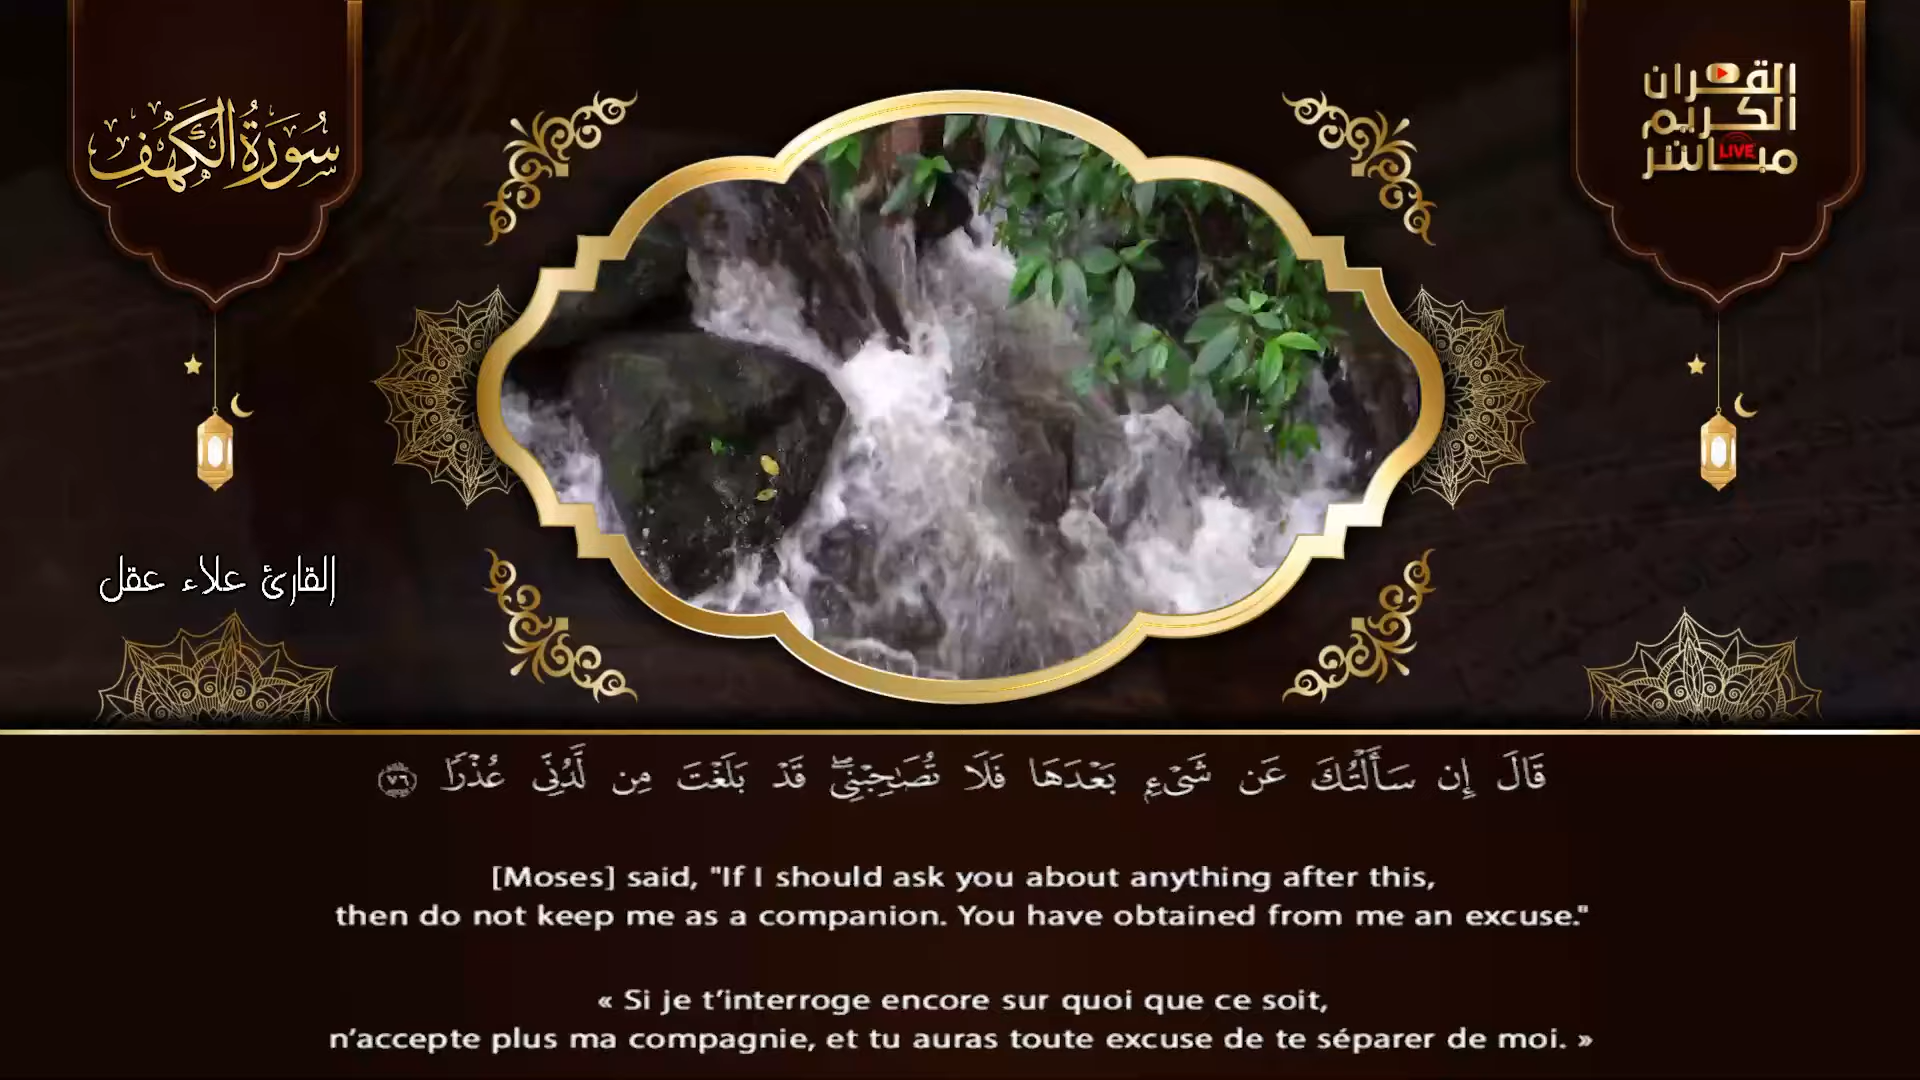 سُورَةُ الكَهْفِ
القرآن
الكريم
مباشر
LIVE
القارئ علاء عقل
قَالَ إِن سَأَلْتُكَ عَن شَىْءٍۭ بَعْدَهَا فَلَا تُصَـٰحِبْنِى ۖ قَدْ بَلَغْتَ مِن لَّدُنِّى عُذْرًا ٧٦
[Moses] said, "If I should ask you about anything after this,
then do not keep me as a companion. You have obtained from me an excuse."
« Si je t’interroge encore sur quoi que ce soit,
n’accepte plus ma compagnie, et tu auras toute excuse de te séparer de moi. »